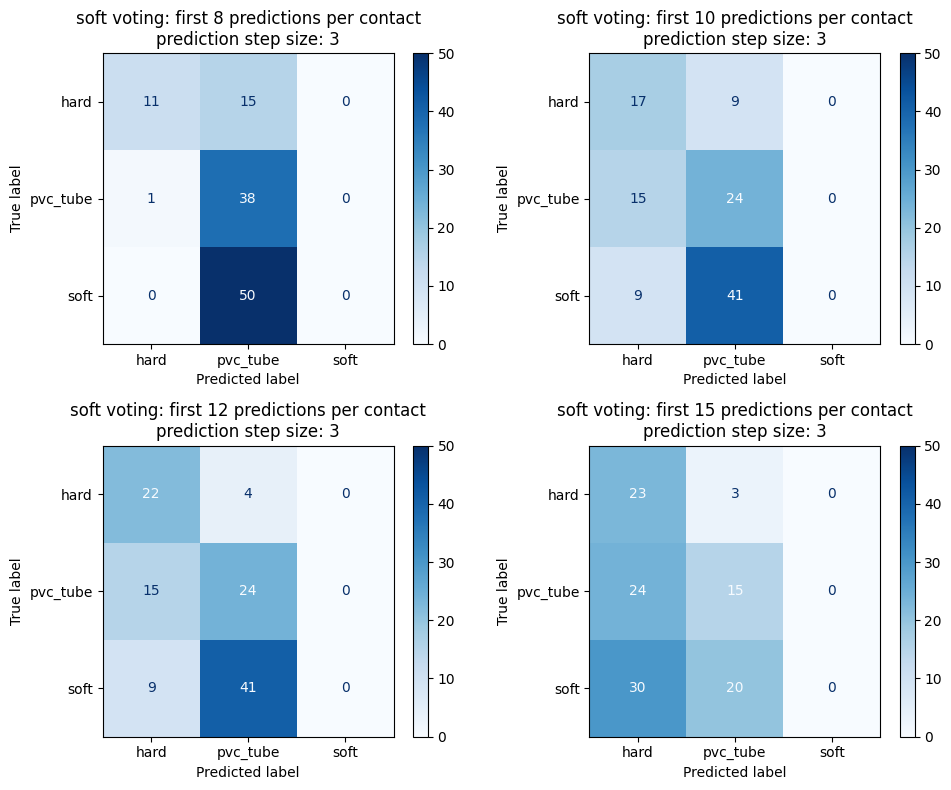 soft voting: first 8 predictions per contact
prediction step size: 3
hard
11
15
0
pvc_tube
1
38
0
soft
0
50
0
hard
pvc_tube
soft
True label
Predicted label
50
40
30
20
10
0
soft voting: first 10 predictions per contact
prediction step size: 3
hard
17
9
0
pvc_tube
15
24
0
soft
9
41
0
hard
pvc_tube
soft
True label
Predicted label
50
40
30
20
10
0
soft voting: first 12 predictions per contact
prediction step size: 3
hard
22
4
0
pvc_tube
15
24
0
soft
9
41
0
hard
pvc_tube
soft
True label
Predicted label
50
40
30
20
10
0
soft voting: first 15 predictions per contact
prediction step size: 3
hard
23
3
0
pvc_tube
24
15
0
soft
30
20
0
hard
pvc_tube
soft
True label
Predicted label
50
40
30
20
10
0